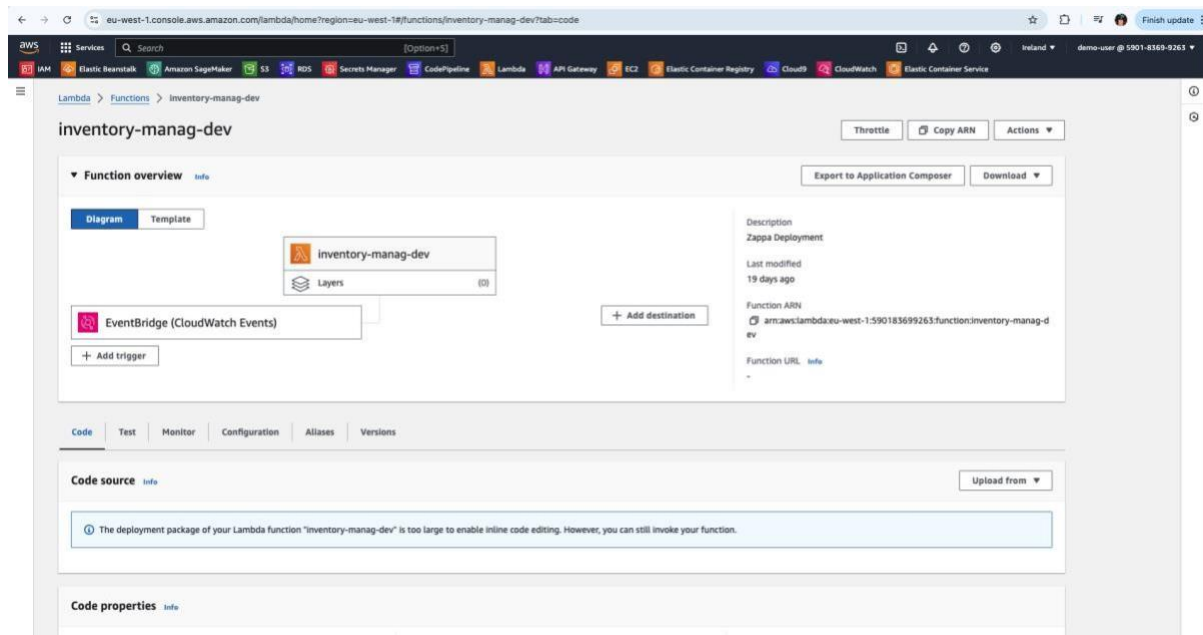 eu-west-1.console.aws.amazon.com/lambda/home?region=eu-west-1#/functions/inventory-manag-dev?tab=code
Finish update
aws Services Search [Option+S] Ireland ▼ demo-user @ 5901-8369-9263 ▼
IAM Elastic Beanstalk Amazon SageMaker S3 RDS Secrets Manager CodePipeline Lambda API Gateway EC2 Elastic Container Registry Cloud9 CloudWatch Elastic Container Service
Lambda > Functions > inventory-manag-dev
inventory-manag-dev
Throttle Copy ARN Actions ▼
▼ Function overview Info
Export to Application Composer Download ▼
Diagram Template
inventory-manag-dev
Layers (0)
EventBridge (CloudWatch Events)
+ Add trigger
+ Add destination
Description
Zappa Deployment
Last modified
19 days ago
Function ARN
arn:aws:lambda:eu-west-1:590183699263:function:inventory-manag-d
ev
Function URL Info
-
Code Test Monitor Configuration Aliases Versions
Code source Info
Upload from ▼
The deployment package of your Lambda function "inventory-manag-dev" is too large to enable inline code editing. However, you can still invoke your function.
Code properties Info